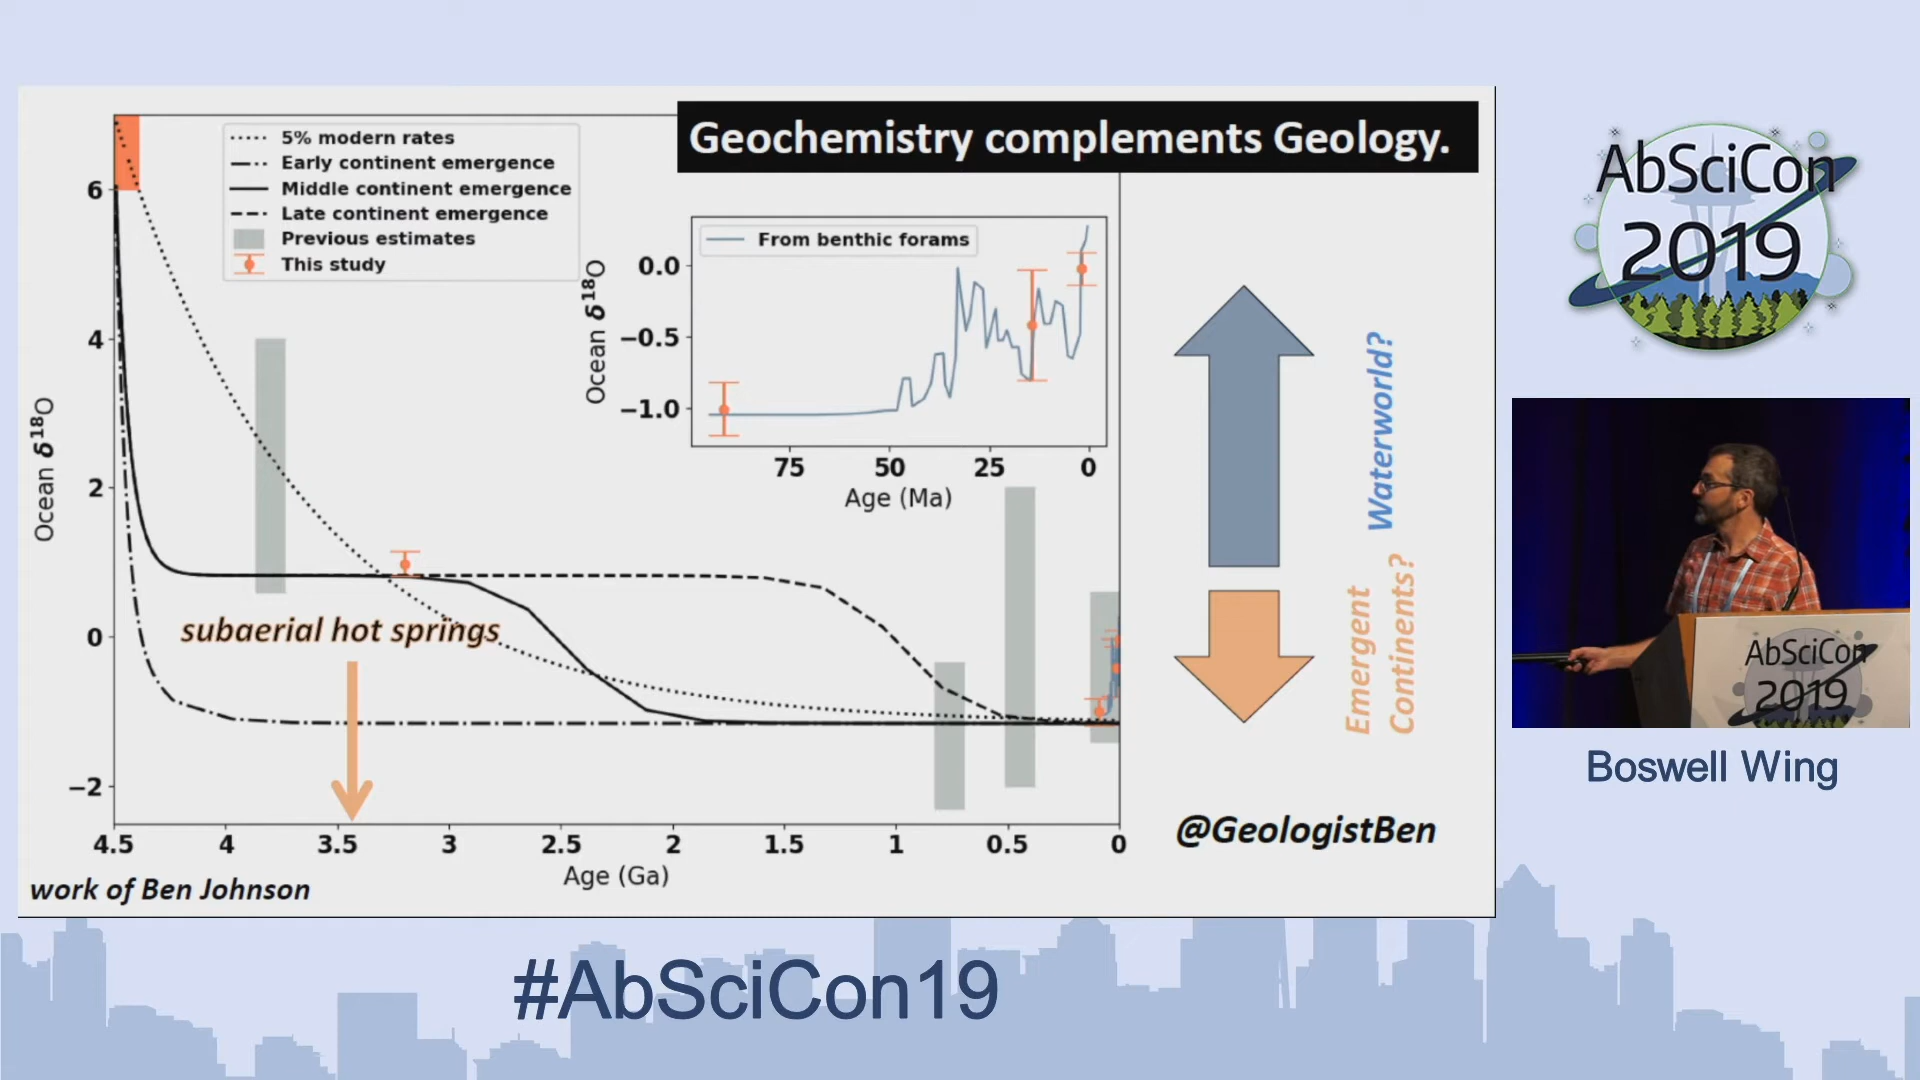 Geochemistry complements Geology.
5% modern rates
Early continent emergence
Middle continent emergence
Late continent emergence
Previous estimates
This study
From benthic forams
Ocean δ¹⁸O
0.0
−0.5
−1.0
75 50 25 0
Age (Ma)
Ocean δ¹⁸O
6
4
2
0
−2
subaerial hot springs
4.5 4 3.5 3 2.5 2 1.5 1 0.5 0
Age (Ga)
work of Ben Johnson
Waterworld?
Emergent
Continents?
@GeologistBen
AbSciCon
2019
AbSciCon
2019
Boswell Wing
#AbSciCon19